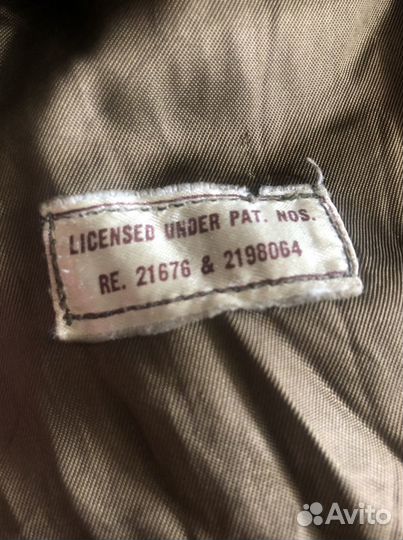 LICENSED UNDER PAT. NOS.
RE. 21676 & 2198064
Avito